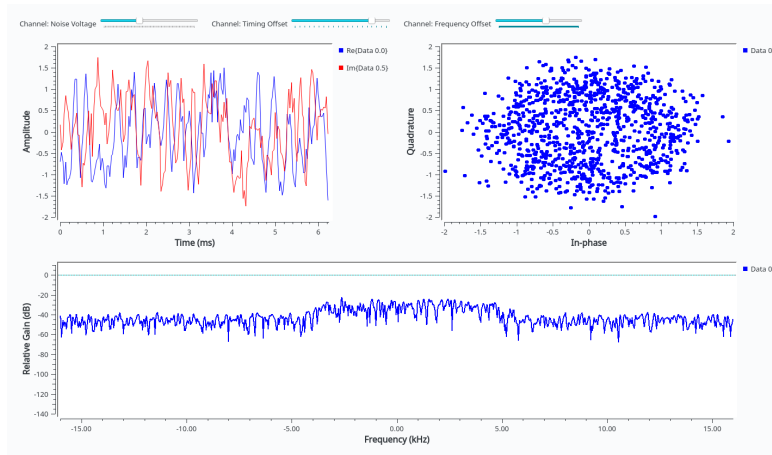 Channel: Noise Voltage Channel: Timing Offset Channel: Frequency Offset
Amplitude
2
1.5
1
0.5
0
-0.5
-1
-1.5
-2
0 1 2 3 4 5 6
Time (ms)
Re(Data 0.0)
Im(Data 0.5)
Quadrature
2
1.5
1
0.5
0
-0.5
-1
-1.5
-2
-2 -1.5 -1 -0.5 0 0.5 1 1.5 2
In-phase
Data 0
Relative Gain (dB)
0
-20
-40
-60
-80
-100
-120
-140
-15.00 -10.00 -5.00 0.00 5.00 10.00 15.00
Frequency (kHz)
Data 0